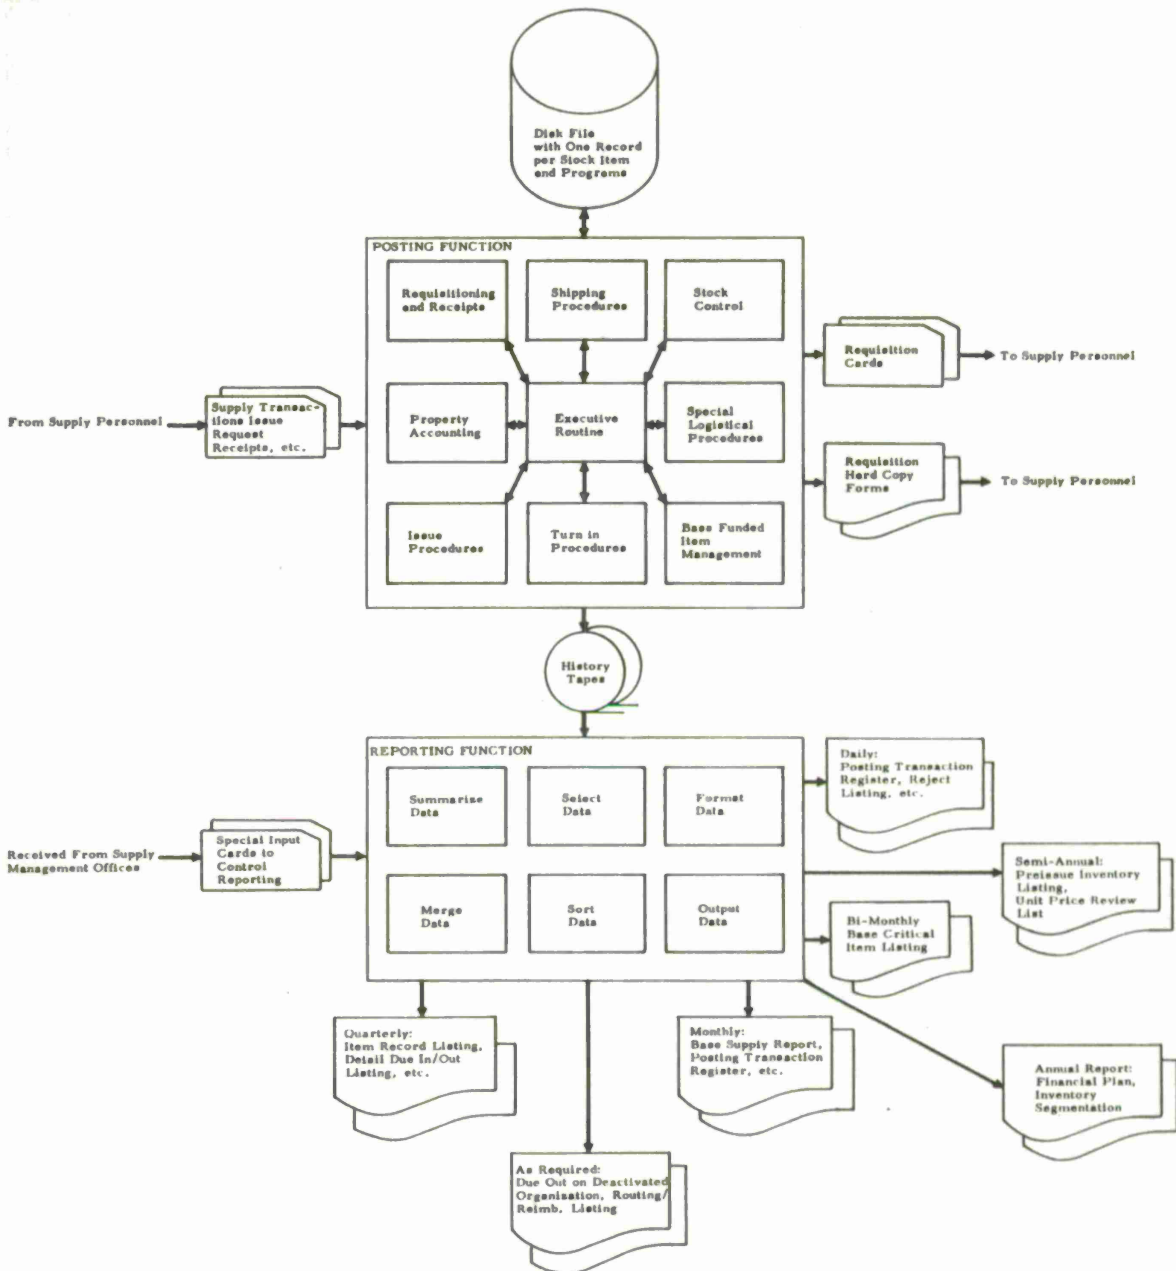 Disk File
with One Record
per Stock Item
and Programs
POSTING FUNCTION
Requisitioning
and Receipts
Shipping
Procedures
Stock
Control
Requisition
Cards
To Supply Personnel
From Supply Personnel
Supply Transac-
tions Issue
Request
Receipts, etc.
Property
Accounting
Executive
Routine
Special
Logistical
Procedures
Requisition
Hard Copy
Forms
To Supply Personnel
Issue
Procedures
Turn in
Procedures
Base Funded
Item
Management
History
Tapes
REPORTING FUNCTION
Summarize
Data
Select
Data
Format
Data
Daily:
Posting Transaction
Register, Reject
Listing, etc.
Received From Supply
Management Offices
Special Input
Cards to
Control
Reporting
Semi-Annual:
Preissue Inventory
Listing,
Unit Price Review
List
Merge
Data
Sort
Data
Output
Data
Bi-Monthly
Base Critical
Item Listing
Quarterly:
Item Record Listing,
Detail Due In/Out
Listing, etc.
Monthly:
Base Supply Report,
Posting Transaction
Register, etc.
Annual Report:
Financial Plan,
Inventory
Segmentation
As Required:
Due Out on Deactivated
Organization, Routing/
Reimb. Listing